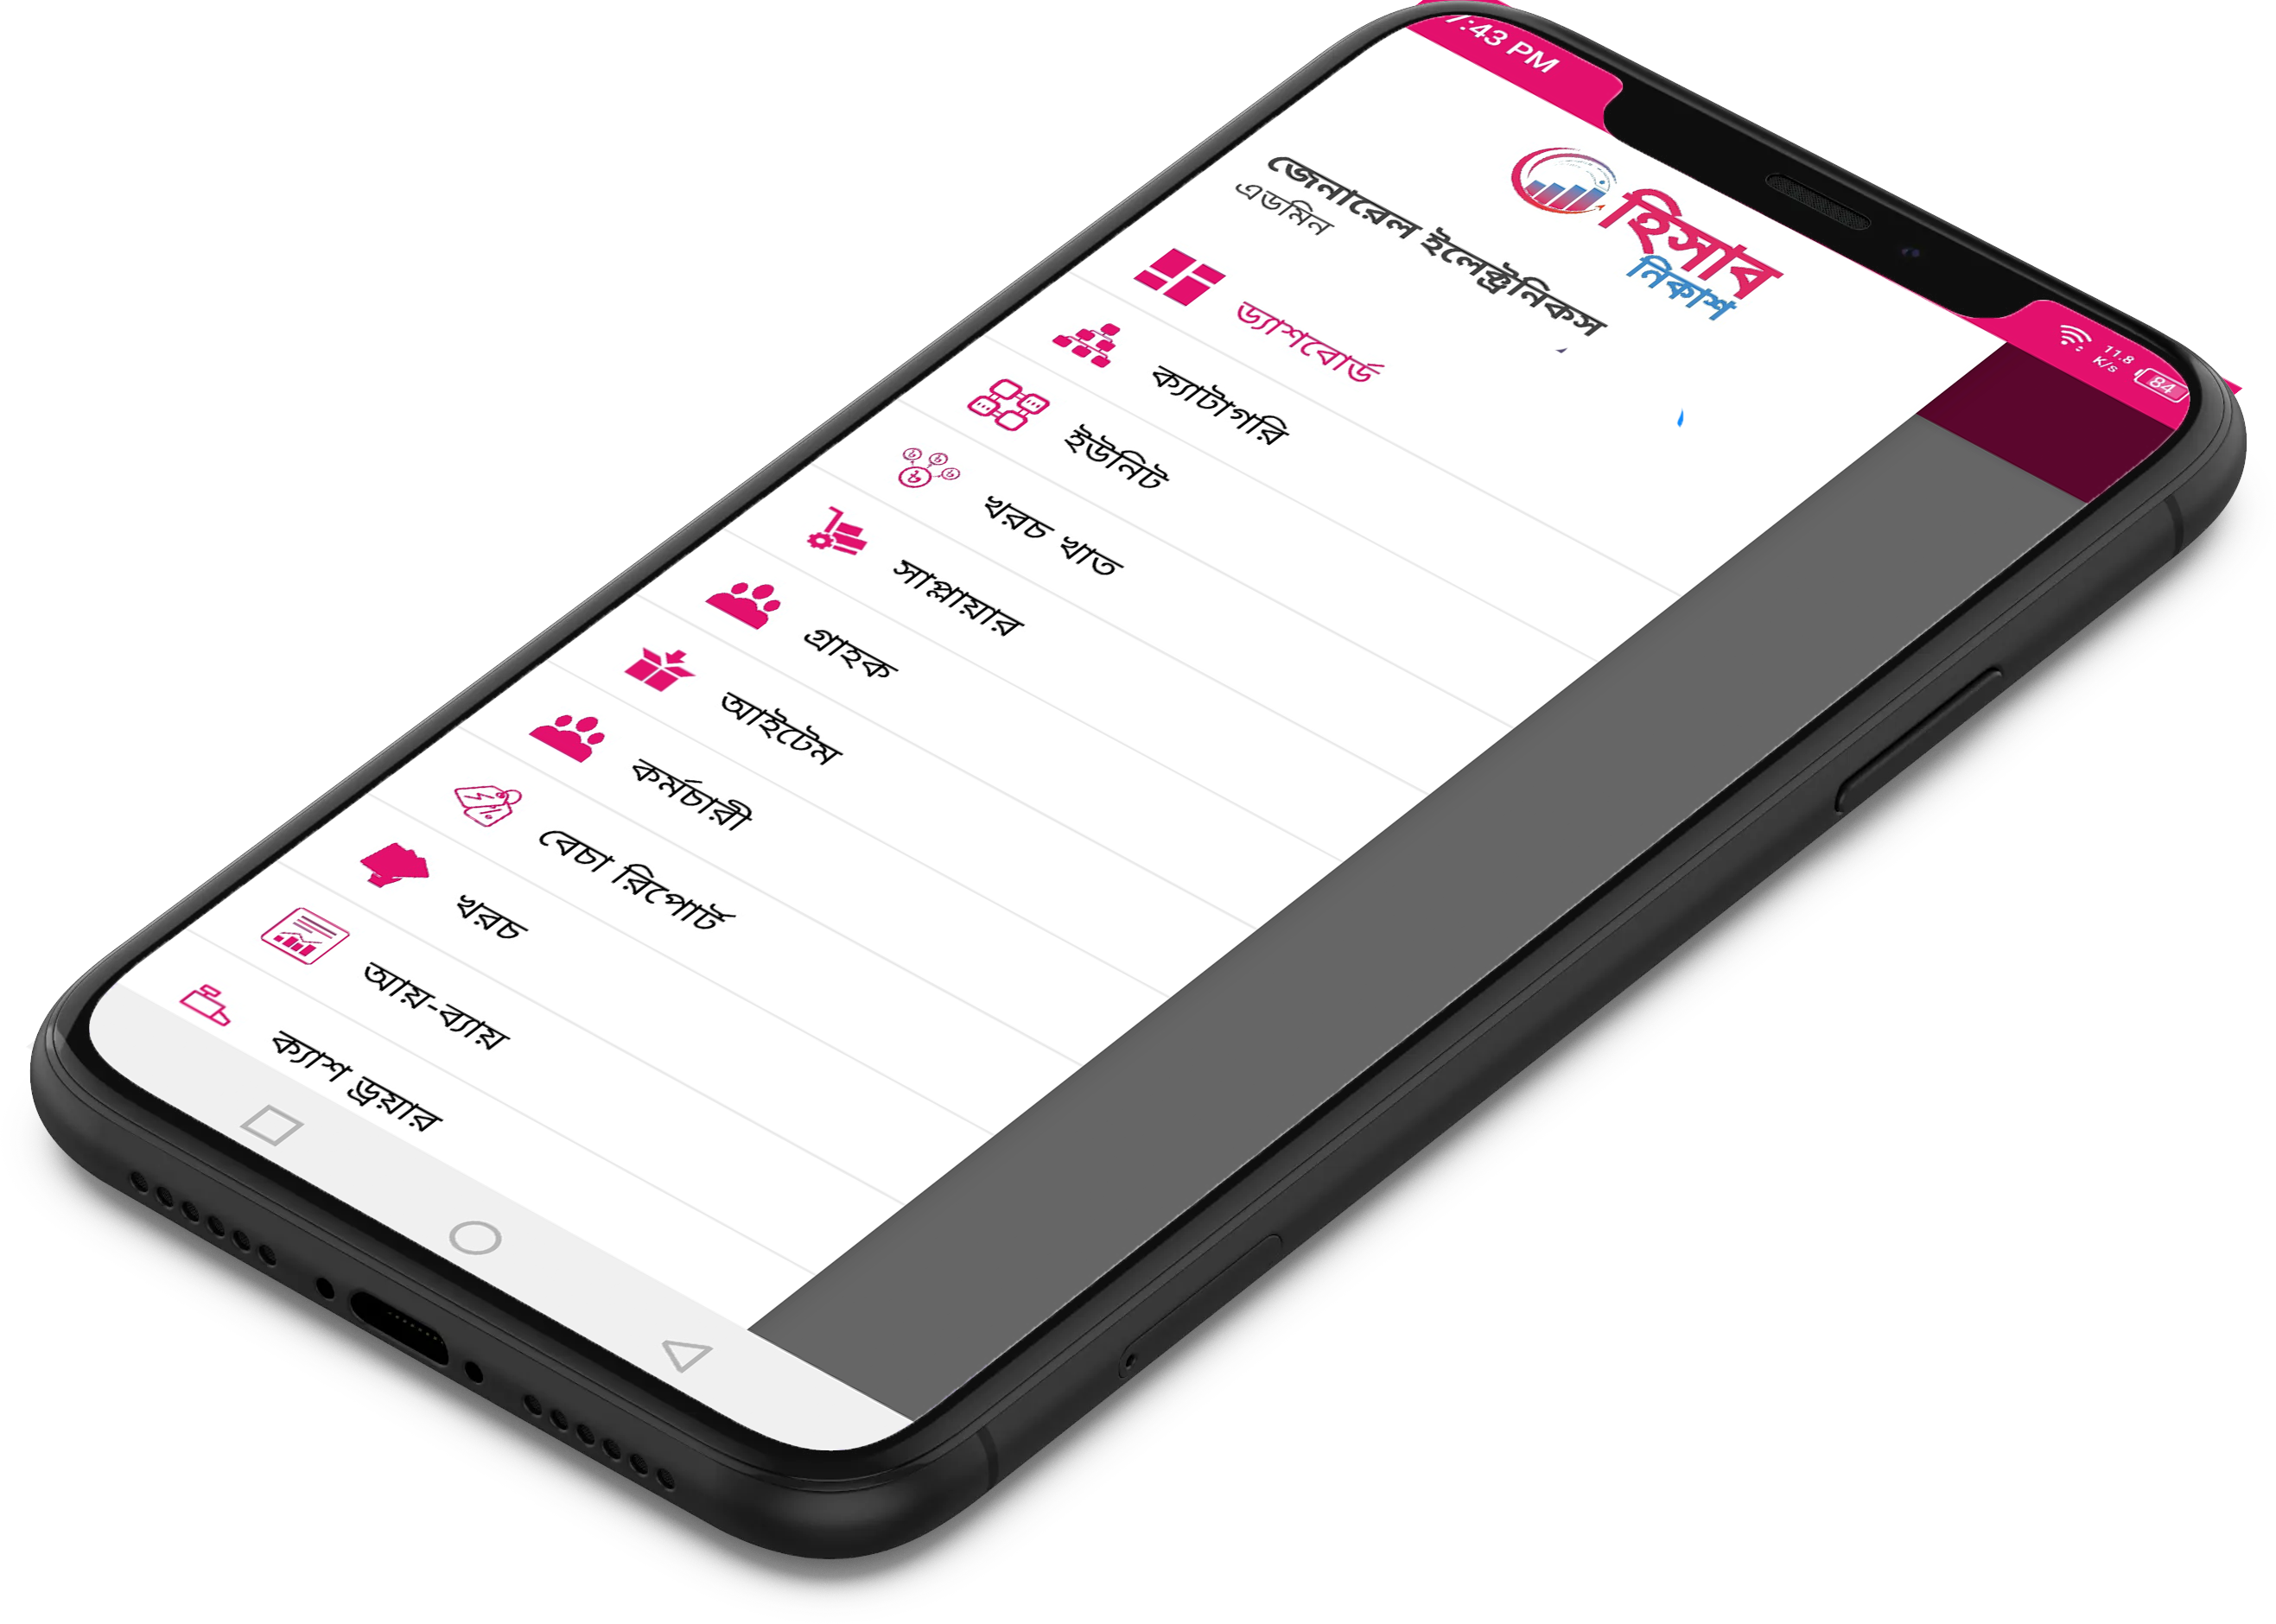 :43 PM
11.8
K/s
84
হিসাব
নিকাশ
জেনারেল ইলেক্ট্রনিকস
এডমিন
ড্যাশবোর্ড
ক্যাটাগরি
ইউনিট
খরচ খাত
সাপ্লায়ার
গ্রাহক
আইটেম
কর্মচারী
বেচা রিপোর্ট
খরচ
আয়-ব্যায়
ক্যাশ ড্রয়ার